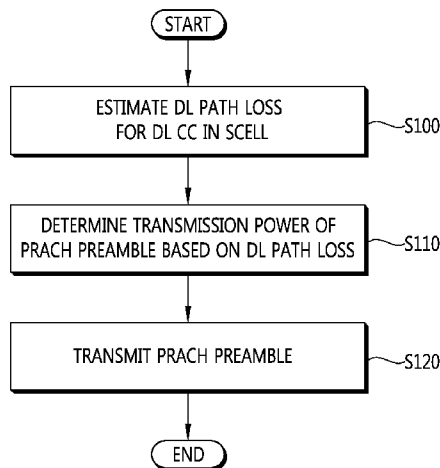 START
ESTIMATE DL PATH LOSS
FOR DL CC IN SCELL
S100
DETERMINE TRANSMISSION POWER OF
PRACH PREAMBLE BASED ON DL PATH LOSS
S110
TRANSMIT PRACH PREAMBLE
S120
END